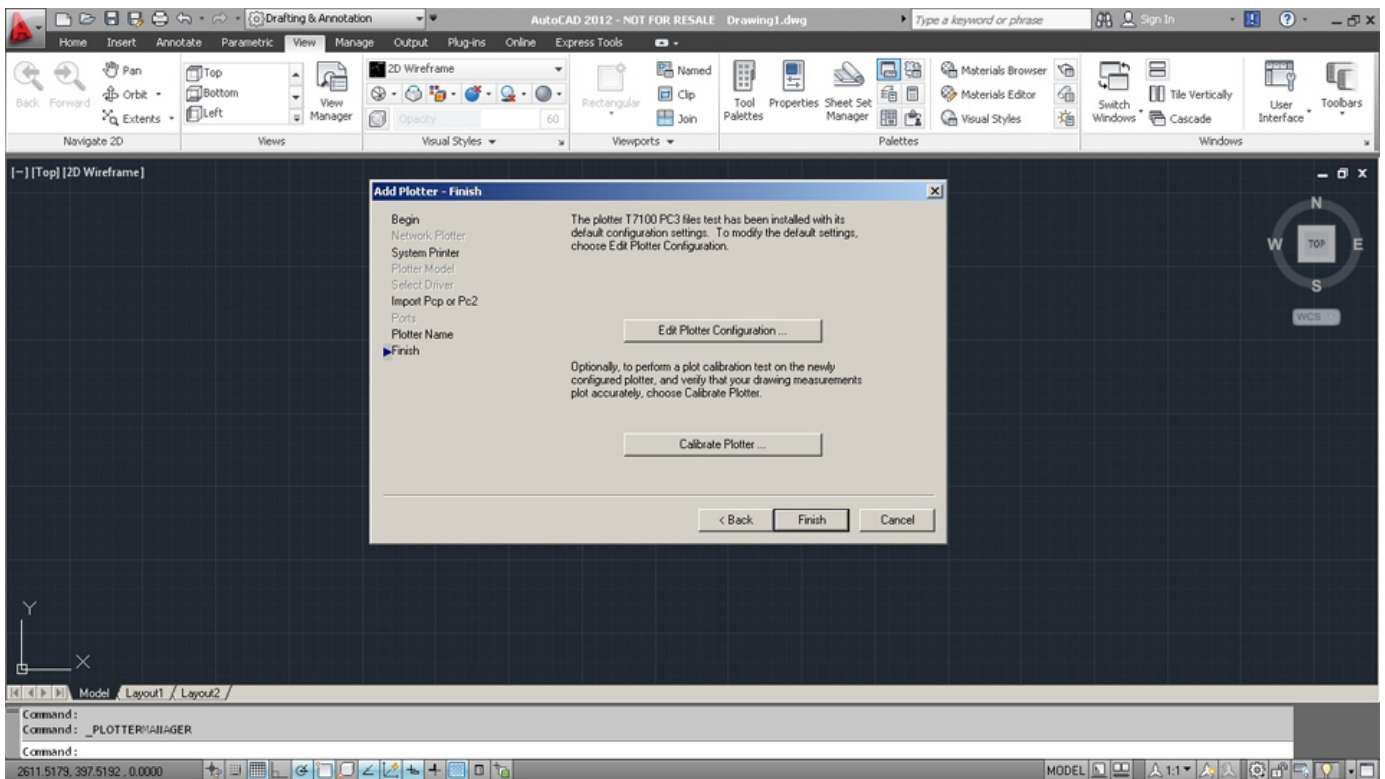 Drafting & Annotation
AutoCAD 2012 - NOT FOR RESALE Drawing1.dwg
Type a keyword or phrase
Sign In
Home Insert Annotate Parametric View Manage Output Plug-ins Online Express Tools
Back Forward
Pan
Orbit
Extents
Navigate 2D
Top
Bottom
Left
View Manager
Views
2D Wireframe
Opacity 60
Visual Styles
Rectangular
Named
Clip
Join
Viewports
Tool Palettes
Properties
Sheet Set Manager
Materials Browser
Materials Editor
Visual Styles
Palettes
Switch Windows
Tile Vertically
Cascade
User Interface
Toolbars
Windows
[−] [Top] [2D Wireframe]
Add Plotter - Finish
Begin
Network Plotter
System Printer
Plotter Model
Select Driver
Import Pcp or Pc2
Ports
Plotter Name
Finish
The plotter T7100 PC3 files test has been installed with its
default configuration settings. To modify the default settings,
choose Edit Plotter Configuration.
Edit Plotter Configuration ...
Optionally, to perform a plot calibration test on the newly
configured plotter, and verify that your drawing measurements
plot accurately, choose Calibrate Plotter.
Calibrate Plotter ...
< Back Finish Cancel
N
W TOP E
S
WCS
Y
X
Model Layout1 Layout2
Command:
Command: _PLOTTERMANAGER
Command:
2611.5179, 397.5192 , 0.0000
MODEL
1:1